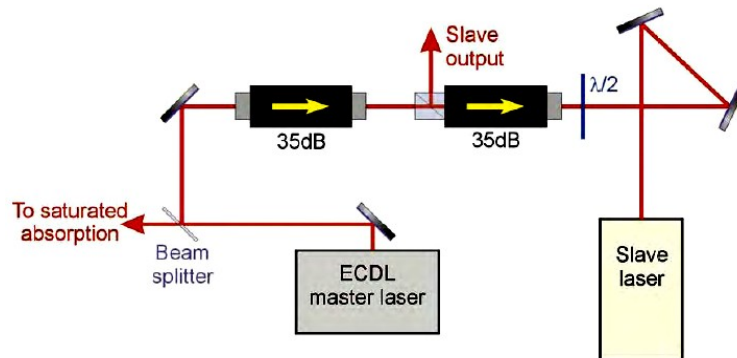 Slave
output
λ/2
35dB
35dB
To saturated
absorption
Beam
splitter
ECDL
master laser
Slave
laser